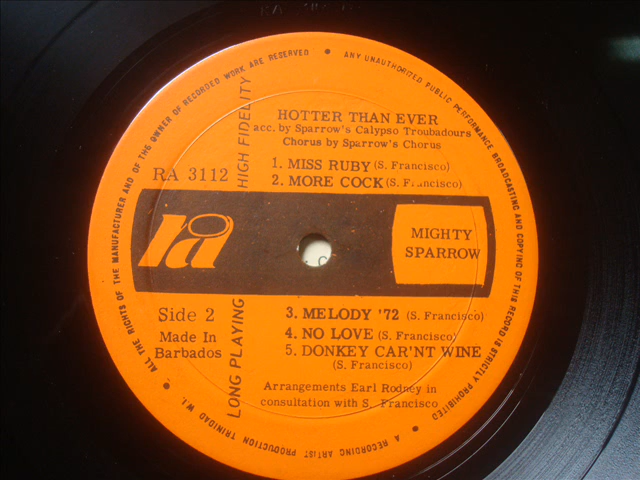 ALL THE RIGHTS OF THE MANUFACTURER AND OF THE OWNER OF RECORDED WORK ARE RESERVED • ANY UNAUTHORIZED PUBLIC PERFORMANCE BROADCASTING AND COPYING OF THIS RECORD IS STRICTLY PROHIBITED
HOTTER THAN EVER
acc. by Sparrow's Calypso Troubadours
Chorus by Sparrow's Chorus
RA 3112
HIGH FIDELITY
1. MISS RUBY (S. Francisco)
2. MORE COCK (S. F..ncisco)
ra
MIGHTY
SPARROW
Side 2
Made In
Barbados
LONG PLAYING
3. MELODY '72 (S. Francisco)
4. NO LOVE (S. Francisco)
5. DONKEY CAR'NT WINE
(S. Francisco)
Arrangements Earl Rodney in
consultation with S. Francisco
• A RECORDING ARTIST PRODUCTION TRINIDAD W.I. •